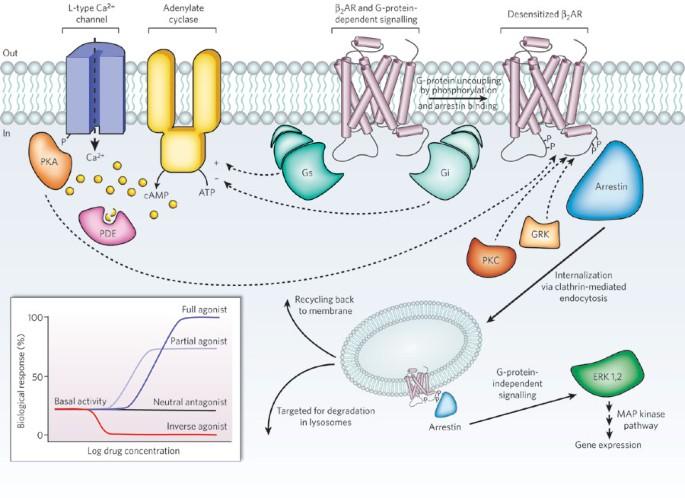 L-type Ca²⁺
channel
Adenylate
cyclase
β₂AR and G-protein-
dependent signalling
Desensitized β₂AR
Out
In
G-protein uncoupling
by phosphorylation
and arrestin binding
P
PKA
Ca²⁺
cAMP
ATP
PDE
+
–
Gs
Gi
P
P
P
P
Arrestin
GRK
PKC
Internalization
via clathrin-mediated
endocytosis
Recycling back
to membrane
Targeted for degradation
in lysosomes
P
P
Arrestin
G-protein-
independent
signalling
ERK 1,2
MAP kinase
pathway
Gene expression
Biological response (%)
100
50
0
Full agonist
Partial agonist
Basal activity
Neutral antagonist
Inverse agonist
Log drug concentration